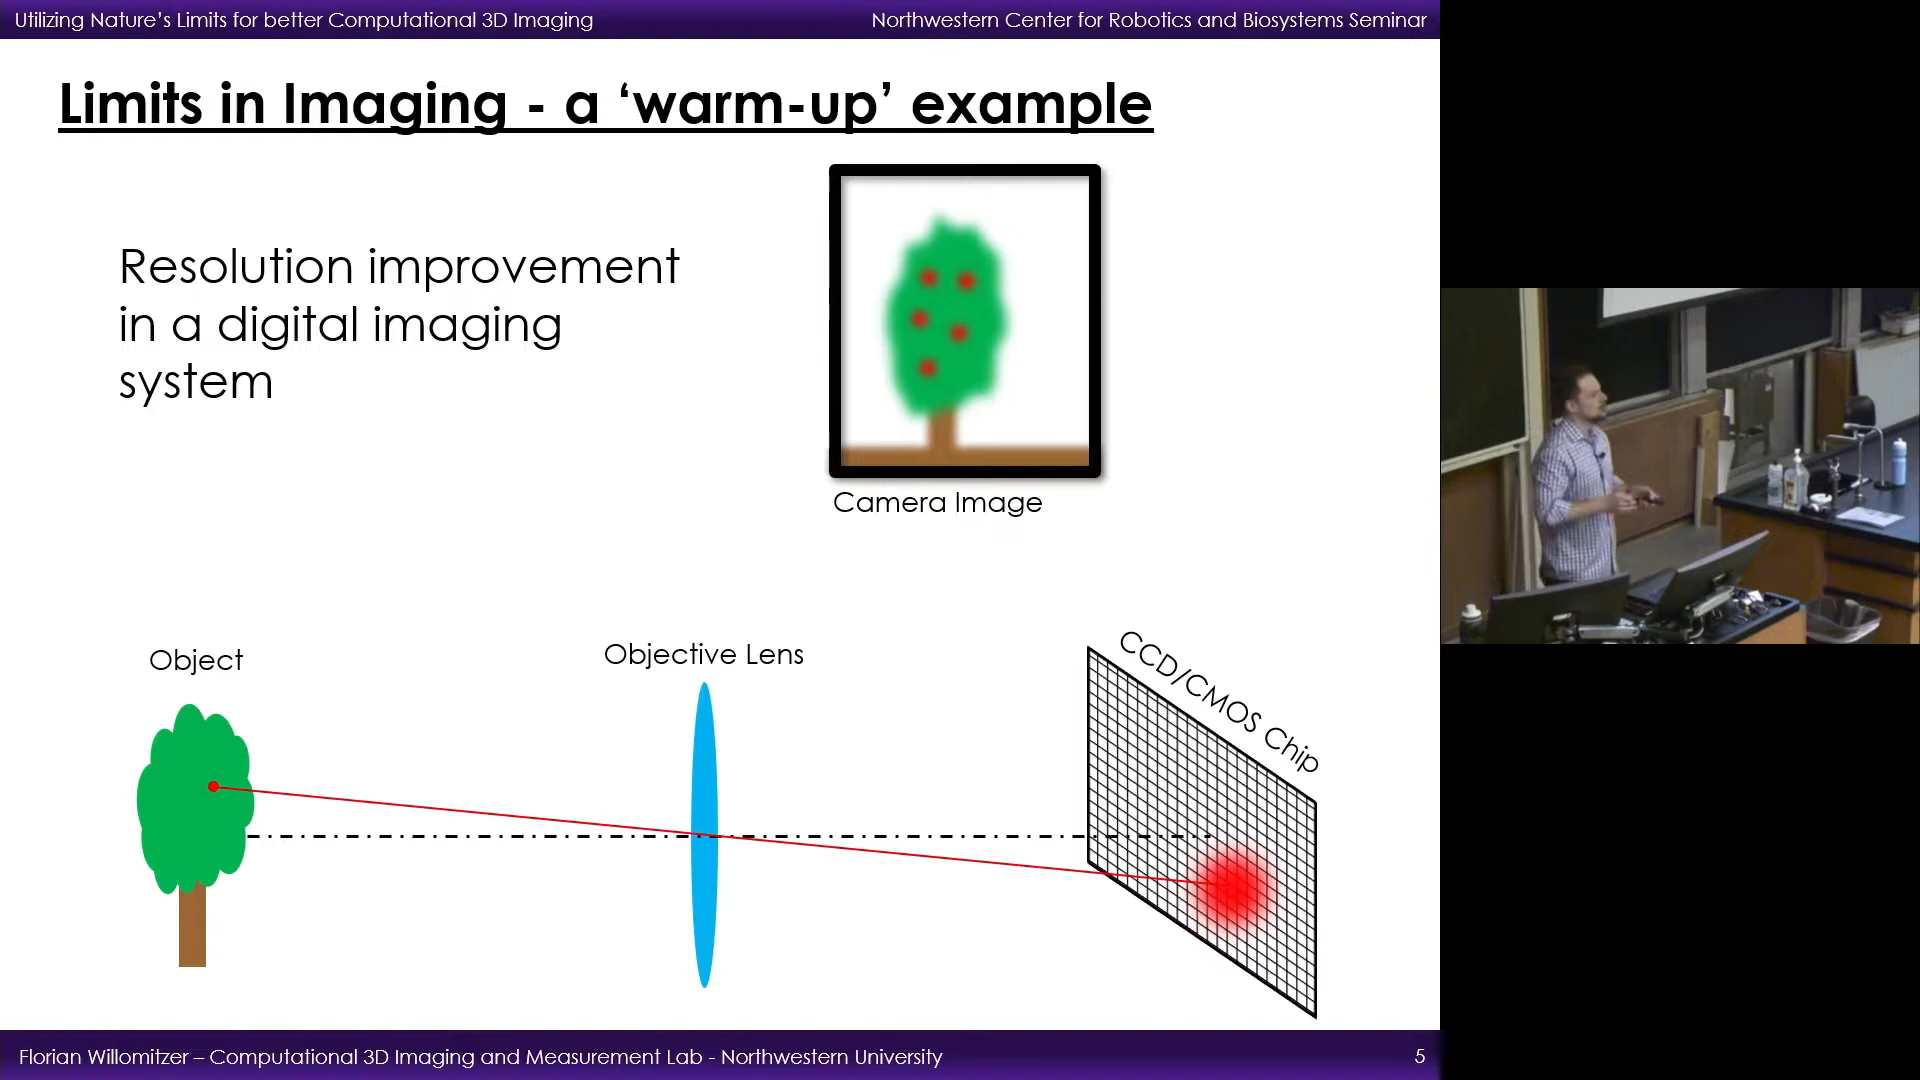 Utilizing Nature’s Limits for better Computational 3D Imaging
Northwestern Center for Robotics and Biosystems Seminar
Limits in Imaging - a ‘warm-up’ example
Resolution improvement
in a digital imaging
system
Camera Image
Object
Objective Lens
CCD/CMOS Chip
Florian Willomitzer – Computational 3D Imaging and Measurement Lab - Northwestern University
5